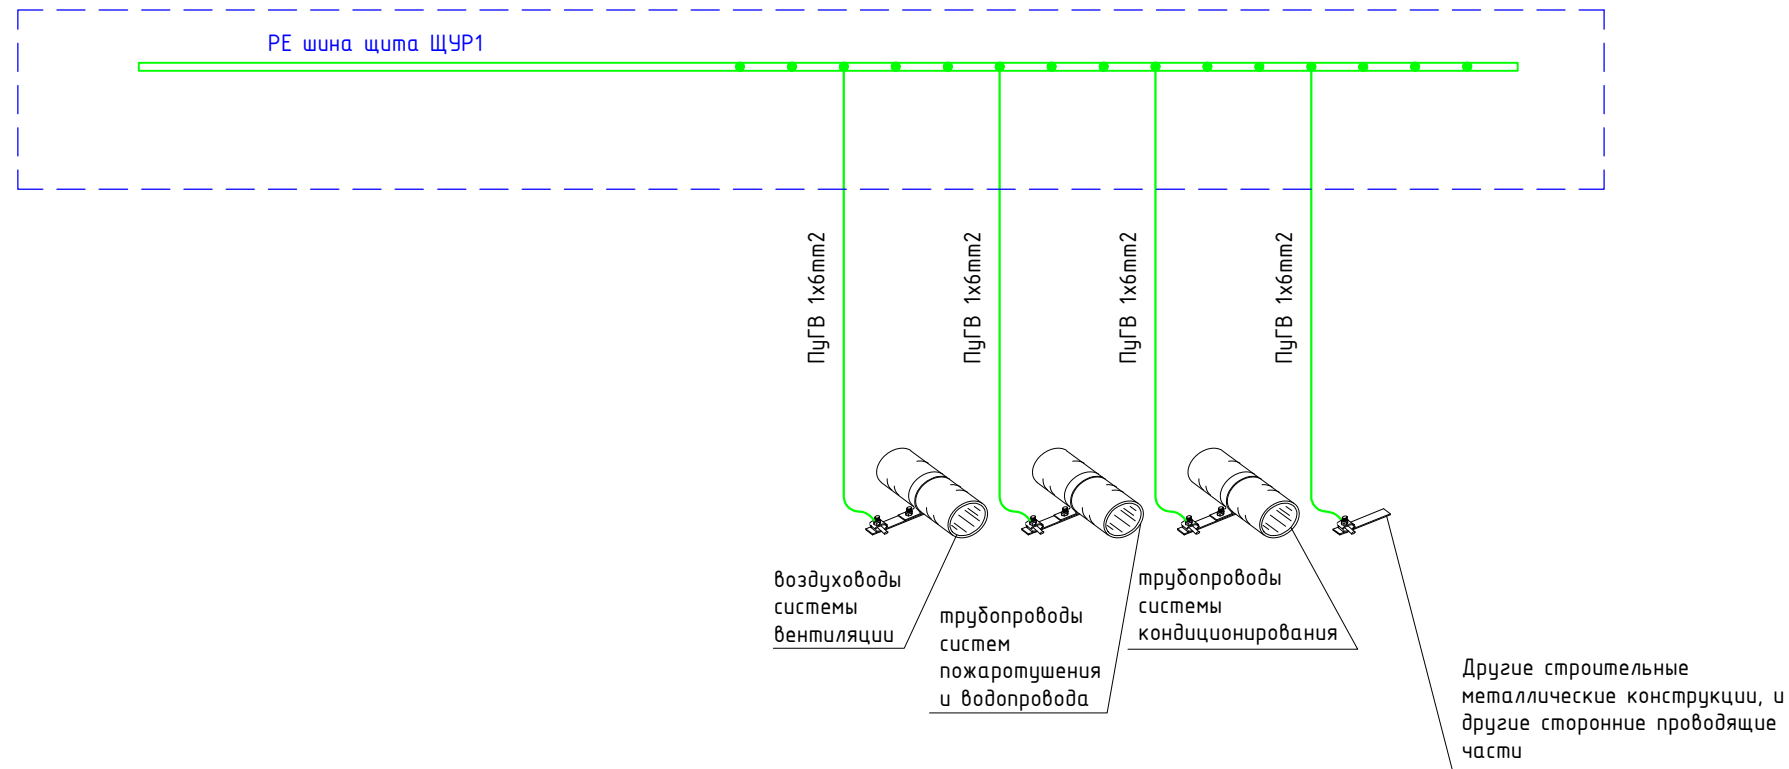 PE шина щита ЩУР1
ПуГВ 1х6mm2
ПуГВ 1х6mm2
ПуГВ 1х6mm2
ПуГВ 1х6mm2
воздуховоды
системы
вентиляции
трубопроводы
систем
пожаротушения
и водопровода
трубопроводы
системы
кондиционирования
Другие строительные
металлические конструкции, и
другие сторонние проводящие
части